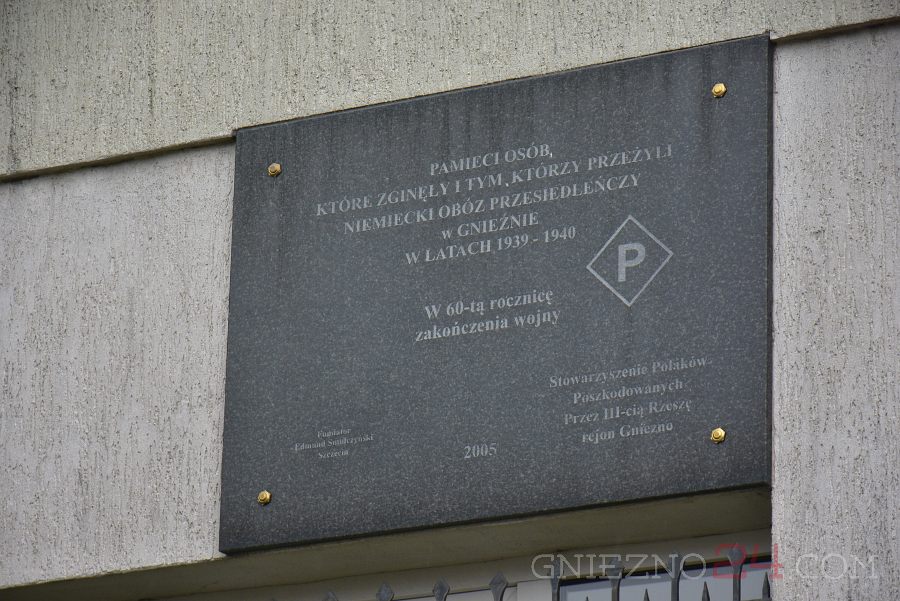 PAMIĘCI OSÓB,
KTÓRE ZGINĘŁY I TYM, KTÓRZY PRZEŻYLI
NIEMIECKI OBÓZ PRZESIEDLEŃCZY
w GNIEŹNIE
W LATACH 1939 - 1940
P
W 60-tą rocznicę
zakończenia wojny
Stowarzyszenie Polaków
Poszkodowanych
Przez III-cią Rzeszę
rejon Gniezno
Fundator
Edmund
Szczecin
2005
GNIEZNO24.COM